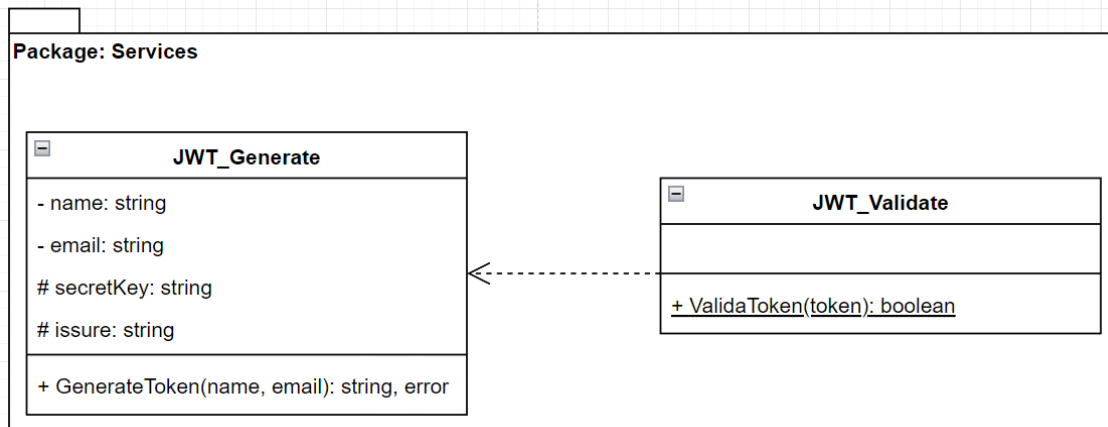 Package: Services
JWT_Generate
- name: string
- email: string
# secretKey: string
# issure: string
+ GenerateToken(name, email): string, error
JWT_Validate
+ ValidaToken(token): boolean